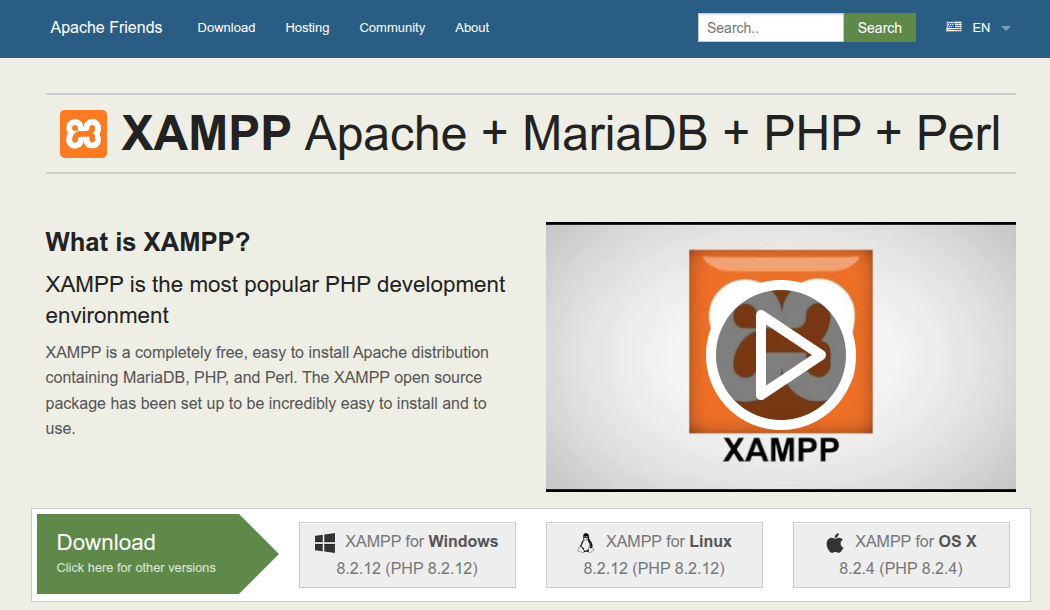 Apache Friends Download Hosting Community About Search.. Search EN
XAMPP Apache + MariaDB + PHP + Perl
What is XAMPP?
XAMPP is the most popular PHP development
environment
XAMPP is a completely free, easy to install Apache distribution
containing MariaDB, PHP, and Perl. The XAMPP open source
package has been set up to be incredibly easy to install and to
use.
XAMPP
Download
Click here for other versions
XAMPP for Windows
8.2.12 (PHP 8.2.12)
XAMPP for Linux
8.2.12 (PHP 8.2.12)
XAMPP for OS X
8.2.4 (PHP 8.2.4)